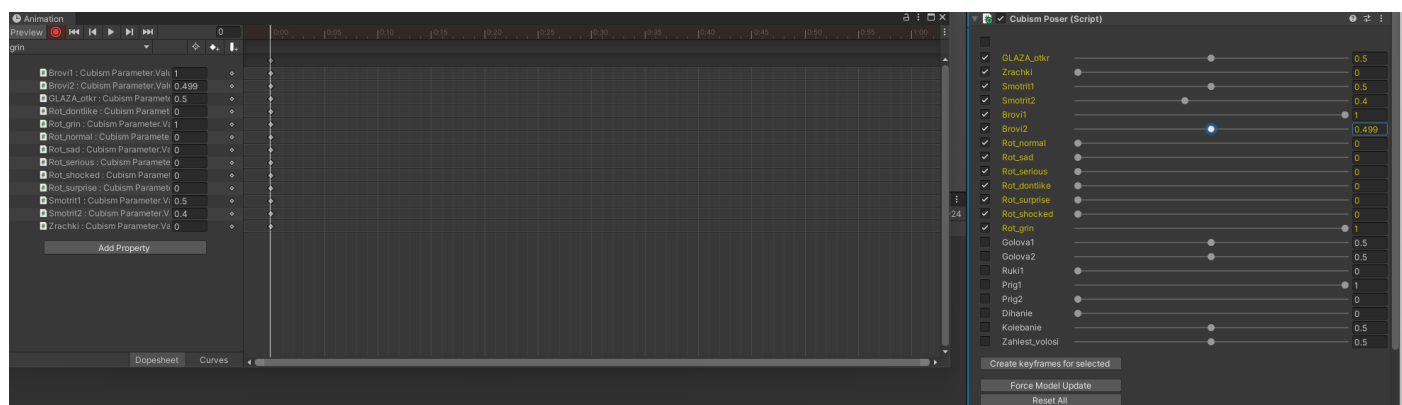 Animation
Preview 0 0:00 0:05 0:10 0:15 0:20 0:25 0:30 0:35 0:40 0:45 0:50 0:55 1:00
grin
Brovi1 : Cubism Parameter.Valu 1
Brovi2 : Cubism Parameter.Valu 0.499
GLAZA_otkr : Cubism Paramete 0.5
Rot_dontlike : Cubism Paramet 0
Rot_grin : Cubism Parameter.Va 1
Rot_normal : Cubism Paramete 0
Rot_sad : Cubism Parameter.Va 0
Rot_serious : Cubism Paramete 0
Rot_shocked : Cubism Paramet 0
Rot_surprise : Cubism Paramete 0
Smotrit1 : Cubism Parameter.Va 0.5
Smotrit2 : Cubism Parameter.V 0.4
Zrachki : Cubism Parameter.Va 0
Add Property
Dopesheet Curves
24
Cubism Poser (Script)
GLAZA_otkr 0.5
Zrachki 0
Smotrit1 0.5
Smotrit2 0.4
Brovi1 1
Brovi2 0.499
Rot_normal 0
Rot_sad 0
Rot_serious 0
Rot_dontlike 0
Rot_surprise 0
Rot_shocked 0
Rot_grin 1
Golova1 0.5
Golova2 0.5
Ruki1 0
Prig1 1
Prig2 0
Dihanie 0
Kolebanie 0.5
Zahlest_volosi 0.5
Create keyframes for selected
Force Model Update
Reset All